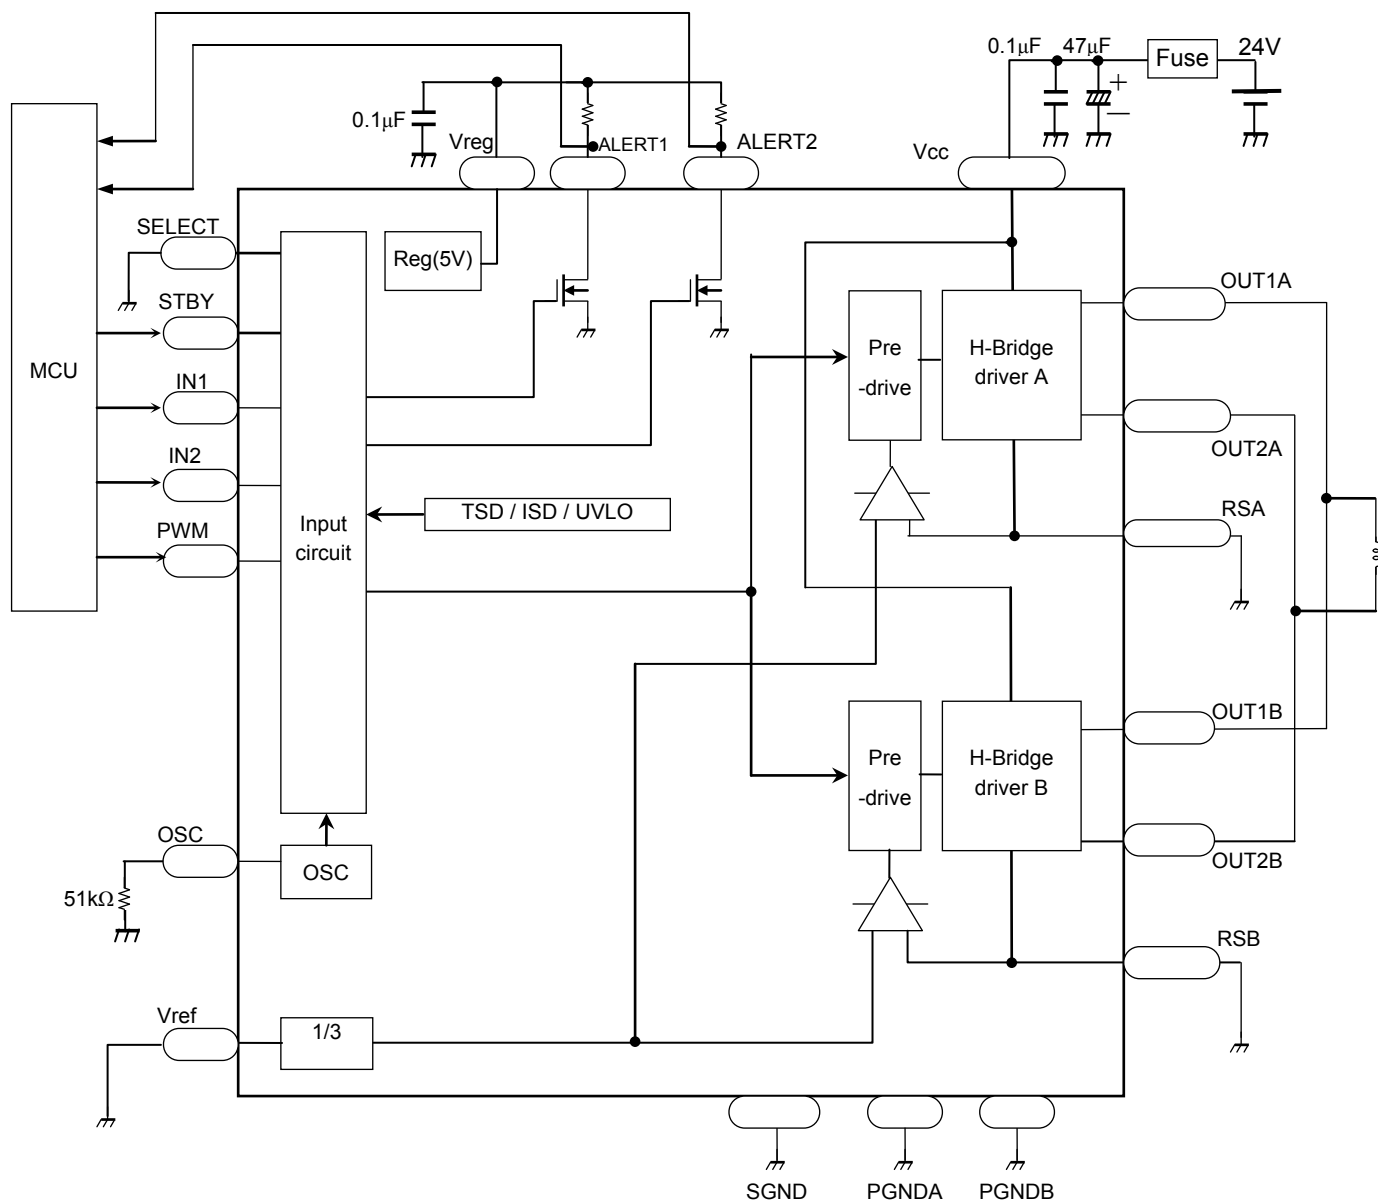 0.1μF
47μF
Fuse
24V
0.1μF
Vreg
ALERT1
ALERT2
Vcc
SELECT
Reg(5V)
STBY
MCU
IN1
IN2
PWM
Input
circuit
TSD / ISD / UVLO
Pre
-drive
H-Bridge
driver A
OUT1A
OUT2A
RSA
Pre
-drive
H-Bridge
driver B
OUT1B
OUT2B
RSB
OSC
OSC
51kΩ
Vref
1/3
SGND
PGNDA
PGNDB